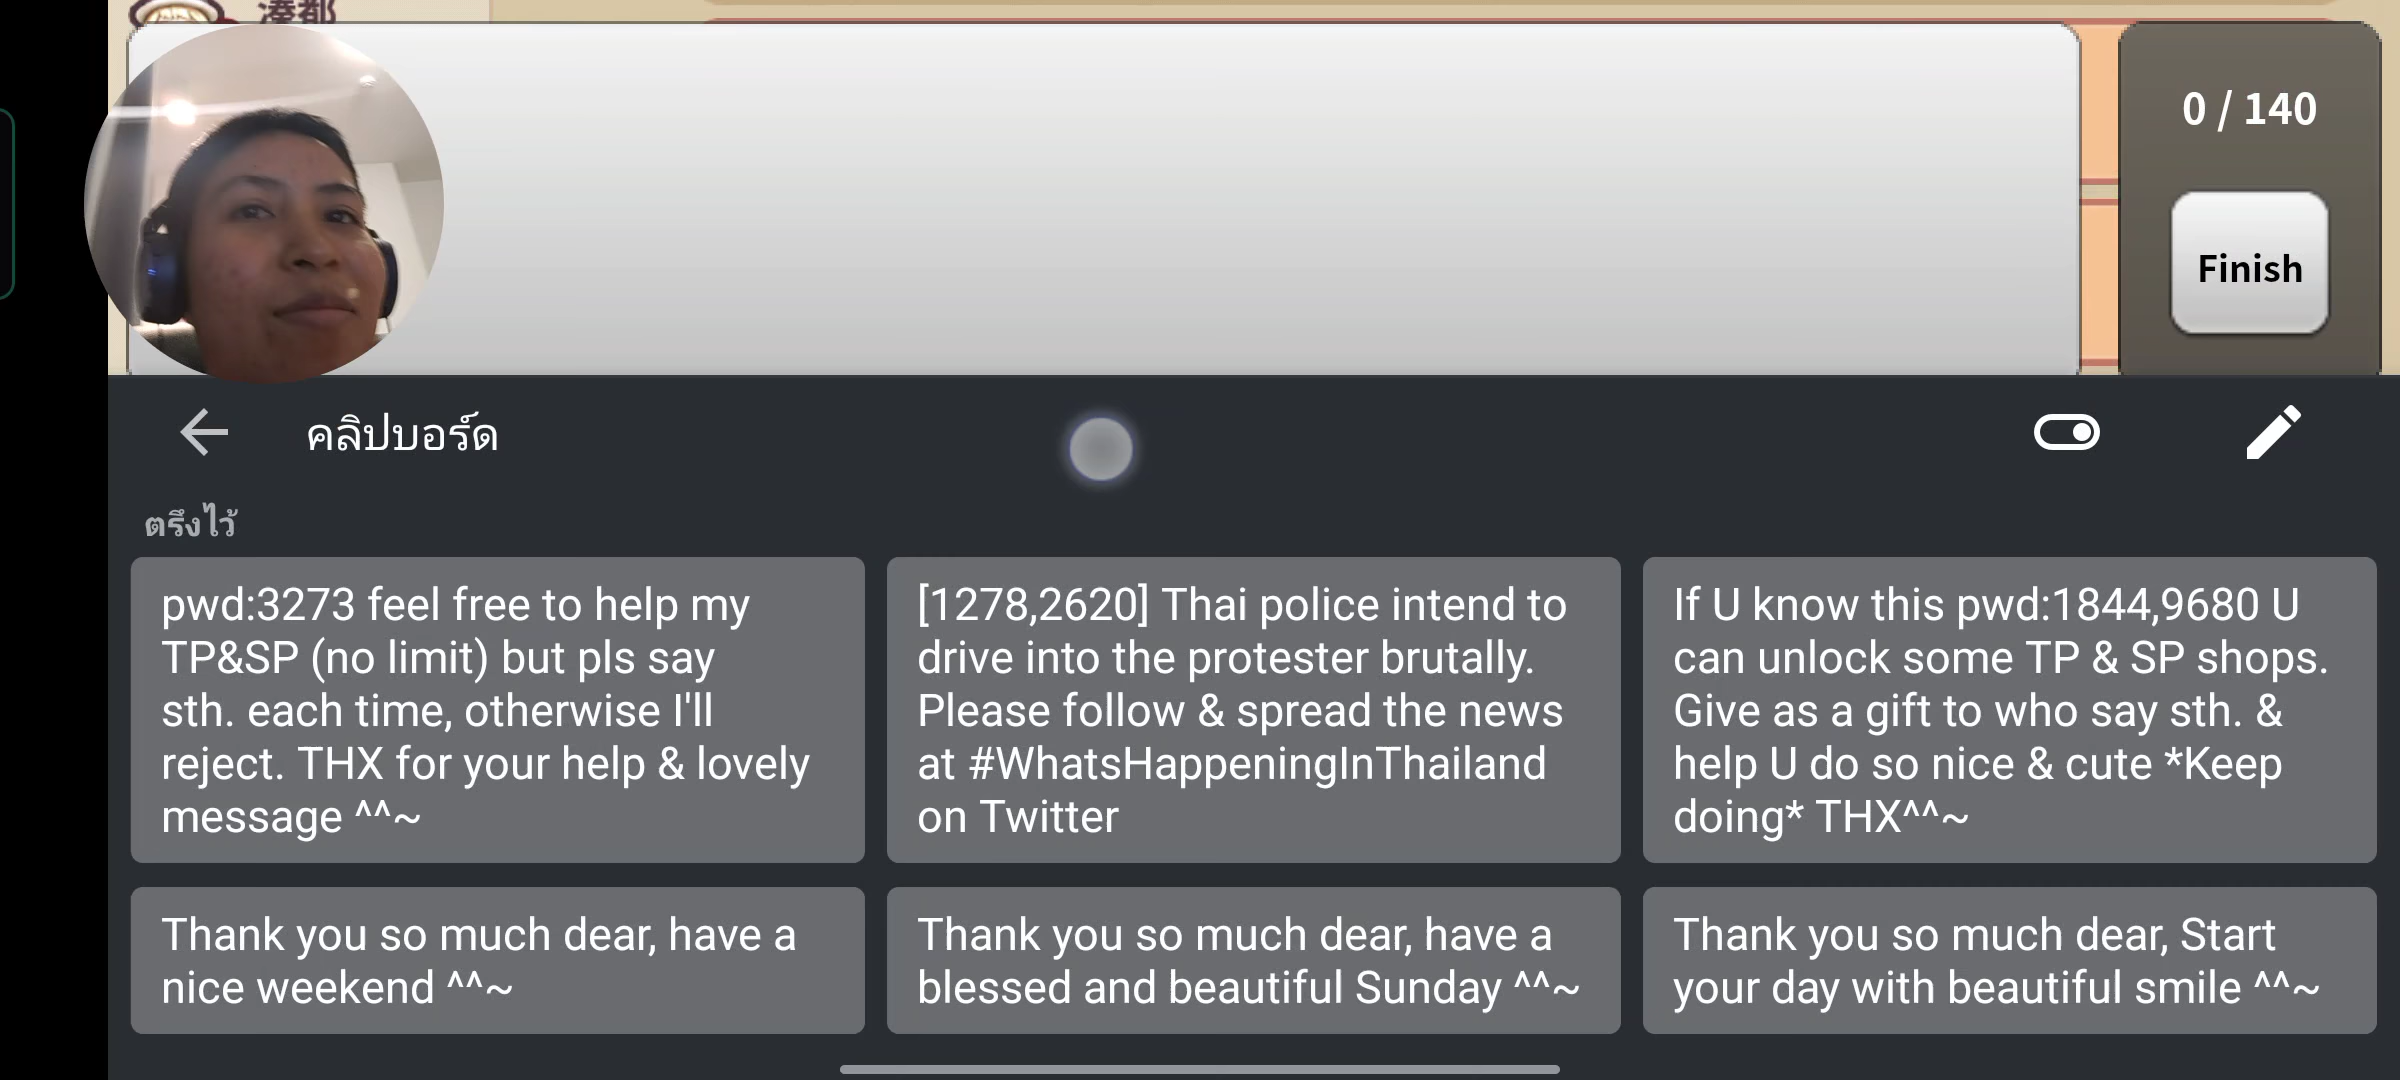 湊都
0 / 140
Finish
คลิปบอร์ด
ตรึงไว้
pwd:3273 feel free to help my
TP&SP (no limit) but pls say
sth. each time, otherwise I'll
reject. THX for your help & lovely
message ^^~
[1278,2620] Thai police intend to
drive into the protester brutally.
Please follow & spread the news
at #WhatsHappeningInThailand
on Twitter
If U know this pwd:1844,9680 U
can unlock some TP & SP shops.
Give as a gift to who say sth. &
help U do so nice & cute *Keep
doing* THX^^~
Thank you so much dear, have a
nice weekend ^^~
Thank you so much dear, have a
blessed and beautiful Sunday ^^~
Thank you so much dear, Start
your day with beautiful smile ^^~